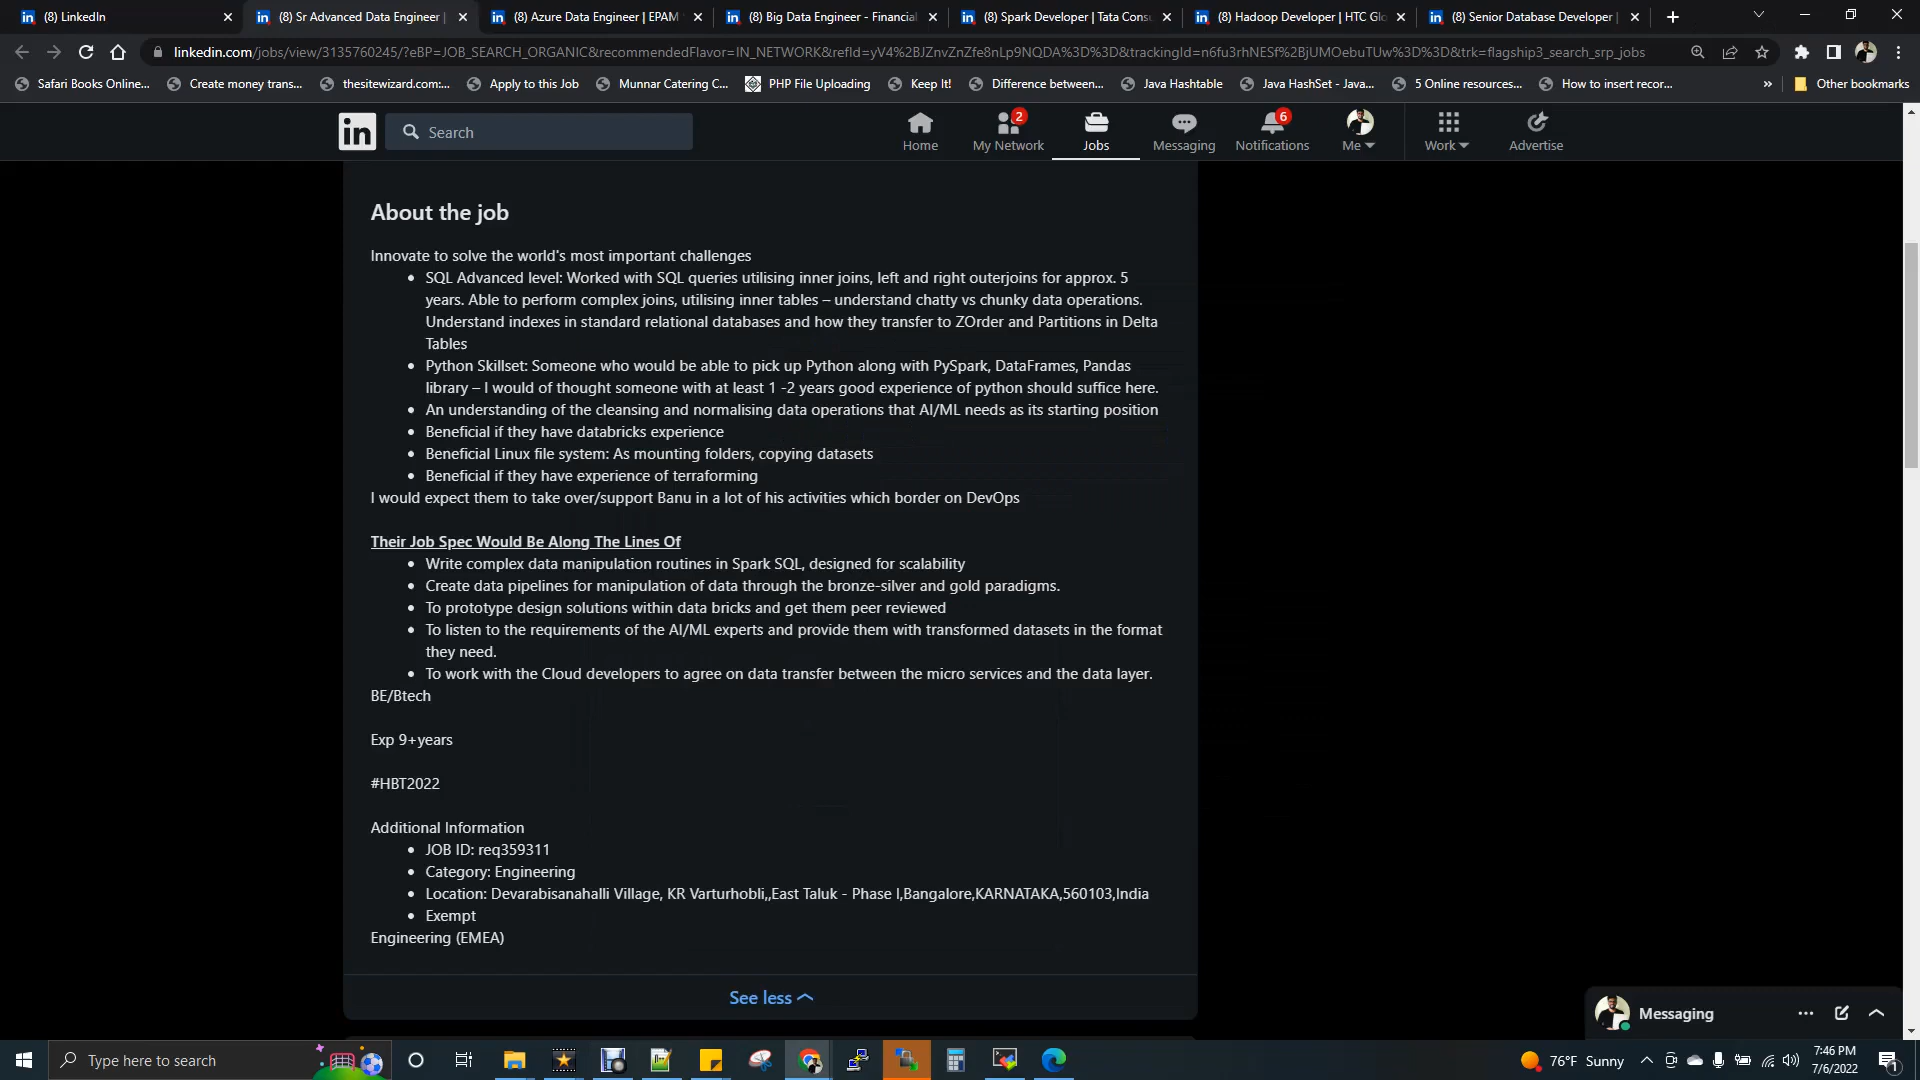 (8) LinkedIn
(8) Sr Advanced Data Engineer |
(8) Azure Data Engineer | EPAM
(8) Big Data Engineer - Financial
(8) Spark Developer | Tata Consu
(8) Hadoop Developer | HTC Glo
(8) Senior Database Developer |
linkedin.com/jobs/view/3135760245/?eBP=JOB_SEARCH_ORGANIC&recommendedFlavor=IN_NETWORK&refId=yV4%2BJZnvZnZfe8nLp9NQDA%3D%3D&trackingId=n6fu3rhNESf%2BjUMOebuTUw%3D%3D&trk=flagship3_search_srp_jobs
Safari Books Online...
Create money trans...
thesitewizard.com:...
Apply to this Job
Munnar Catering C...
PHP File Uploading
Keep It!
Difference between...
Java Hashtable
Java HashSet - Java...
5 Online resources...
How to insert recor...
»
Other bookmarks
in
Search
Home
2
My Network
Jobs
Messaging
6
Notifications
Me
Work
Advertise
About the job
Innovate to solve the world's most important challenges
• SQL Advanced level: Worked with SQL queries utilising inner joins, left and right outerjoins for approx. 5
years. Able to perform complex joins, utilising inner tables – understand chatty vs chunky data operations.
Understand indexes in standard relational databases and how they transfer to ZOrder and Partitions in Delta
Tables
• Python Skillset: Someone who would be able to pick up Python along with PySpark, DataFrames, Pandas
library – I would of thought someone with at least 1 -2 years good experience of python should suffice here.
• An understanding of the cleansing and normalising data operations that AI/ML needs as its starting position
• Beneficial if they have databricks experience
• Beneficial Linux file system: As mounting folders, copying datasets
• Beneficial if they have experience of terraforming
I would expect them to take over/support Banu in a lot of his activities which border on DevOps
Their Job Spec Would Be Along The Lines Of
• Write complex data manipulation routines in Spark SQL, designed for scalability
• Create data pipelines for manipulation of data through the bronze-silver and gold paradigms.
• To prototype design solutions within data bricks and get them peer reviewed
• To listen to the requirements of the AI/ML experts and provide them with transformed datasets in the format
they need.
• To work with the Cloud developers to agree on data transfer between the micro services and the data layer.
BE/Btech
Exp 9+years
#HBT2022
Additional Information
• JOB ID: req359311
• Category: Engineering
• Location: Devarabisanahalli Village, KR Varturhobli,,East Taluk - Phase I,Bangalore,KARNATAKA,560103,India
• Exempt
Engineering (EMEA)
See less
Messaging
Type here to search
76°F Sunny
7:46 PM
7/6/2022
1